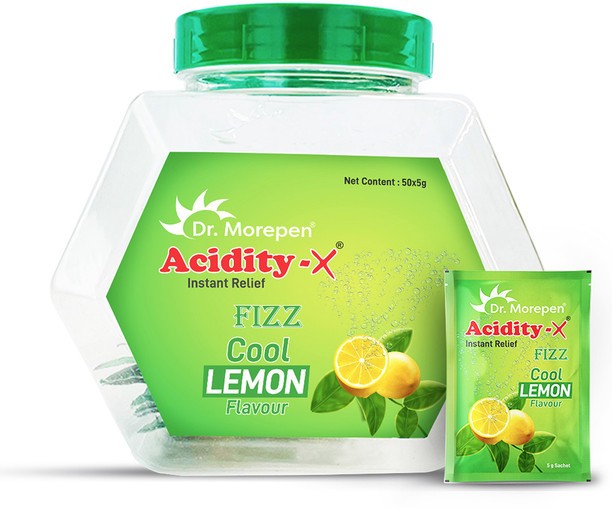 Net Content : 50x5g
Dr. Morepen®
Acidity-X®
Instant Relief
FIZZ
Cool
LEMON
Flavour
Dr. Morepen®
Acidity-X®
Instant Relief
FIZZ
Cool
LEMON
Flavour
5 g Sachet